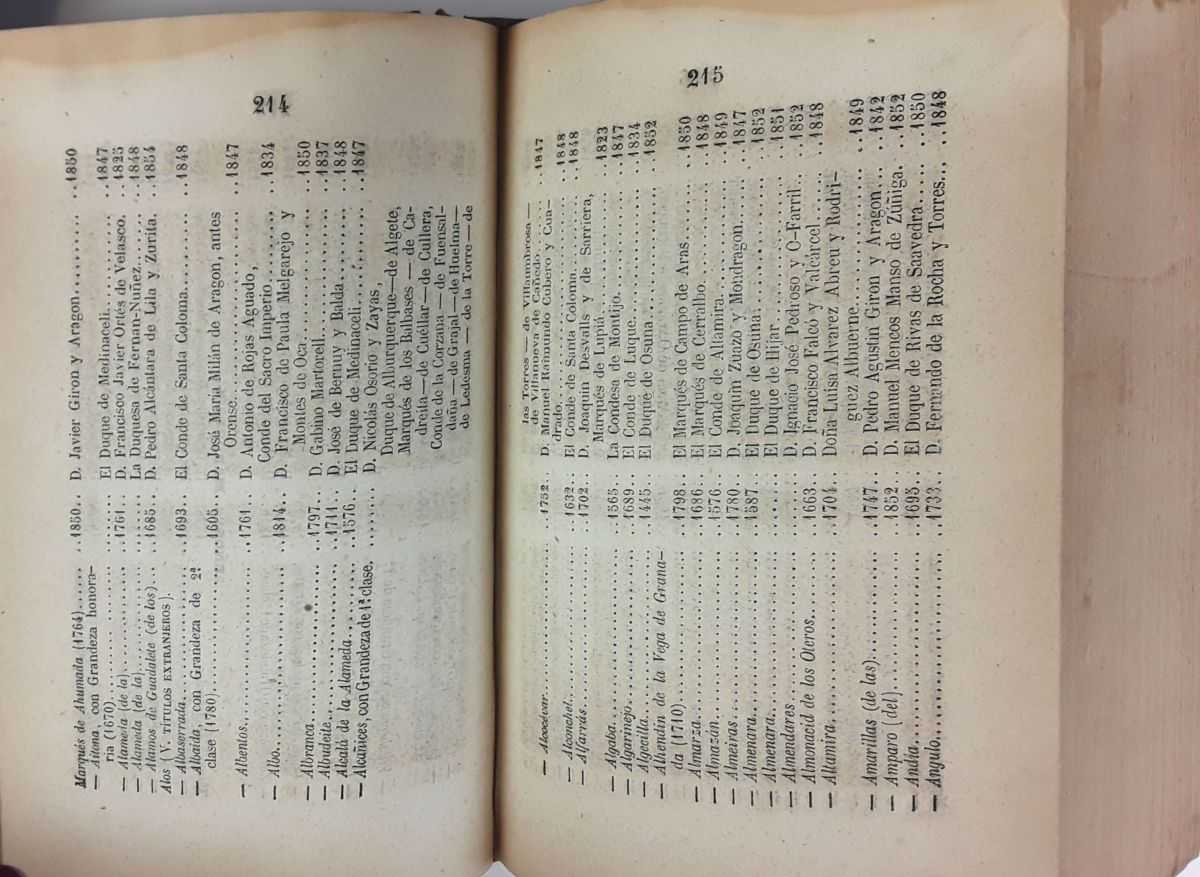 214
Marqués de Ahumada (1764)...... ..1850.. D. Javier Giron y Aragon......... ..1850
— Aitona, con Grandeza honora-
ria (1670)........... ...... El Duque de Medinaceli........ ..1847
— Alameda (de la)............ ..1761.. D. Francisco Javier Ortés de Velasco. ..1825
— Alameda (de la)............ ...... La Duquesa de Fernan-Nuñez...... ..1848
— Alamos de Guadalete (de los)... ..1685.. D. Pedro Alcántara de Lila y Zurita. ..1854
Alos (V. TÍTULOS EXTRANJEROS).
— Albaserrada............... ..1693.. El Conde de Santa Coloma....... ..1848
— Albaida, con Grandeza de 2ª
clase (1780)............... ..1605.. D. José María Milán de Aragon, antes
Orense.................. ..1847
— Albentos.................. ..1761.. D. Antonio de Rojas Aguado,
Conde del Sacro Imperio....... ..1834
— Albo..................... ..1814.. D. Francisco de Paula Melgarejo y
Montes de Oca............. ..1850
— Albranca.................. ..1797.. D. Gabino Martorell............ ..1837
— Albudeite................. ..1711.. D. José de Bernuy y Balda........ ..1848
— Alcalá de la Alameda......... ..1576.. El Duque de Medinaceli.......... ..1847
— Alcañices, con Grandeza de 1ª clase. ...... D. Nicolás Osorio y Zayas,
Duque de Alburquerque—de Algete,
Marqués de los Balbases — de Ca-
dreita—de Cuéllar—de Cullera,
Conde de la Corzana — de Fuensal-
daña—de Grajal—de Huelma—
de Ledesma — de la Torre — de
215
las Torres — de Villaumbrosa —
de Villanueva de Cañedo....... ..1847
— Alcocévar................. 1752.. D. Manuel Raimundo Cubero y Cua-
drado.................. ..1848
— Alconchel................. ..1632.. El Conde de Santa Coloma....... ..1848
— Alfarrás.................. ..1702.. D. Joaquin Desvalls y de Sarriera,
Marqués de Lupiá........... ..1823
— Algaba................... ..1565.. La Condesa de Montijo.......... ..1847
— Algarinejo................ ..1689.. El Conde de Luque............. ..1834
— Algecilla................. ..1445.. El Duque de Osuna............. ..1852
— Alhendin de la Vega de Grana-
da (1710)................. ..1798.. El Marqués de Campo de Aras..... ..1850
— Almarza.................. ..1686.. El Marqués de Cerralbo.......... ..1848
— Almazán.................. ..1576.. El Conde de Altamira........... ..1849
— Almeiras.................. ..1780.. D. Joaquin Zenzo y Mondragon..... ..1847
— Almenara................. ..1587.. El Duque de Osuna............. ..1852
— Almenara................. ...... El Duque de Híjar.............. ..1851
— Almendares............... ...... D. Ignacio José Pedroso y O-Farril.. ..1852
— Almonacid de los Oteros....... ..1663.. D. Francisco Falcó y Valcárcel..... ..1848
— Altamira.................. ..1704.. Doña Luisa Alvarez Abreu y Rodri-
guez Albuerne.............. ..1849
— Amarillas (de las)............ ..1747.. D. Pedro Agustin Giron y Aragon... ..1842
— Amparo (del)............... 1852.. D. Manuel Mencos Manso de Zúñiga. ..1852
— Andía.................... ..1695.. El Duque de Rivas de Saavedra..... ..1850
— Angulo................... ..1733.. D. Fernando de la Rocha y Torres... ..1848